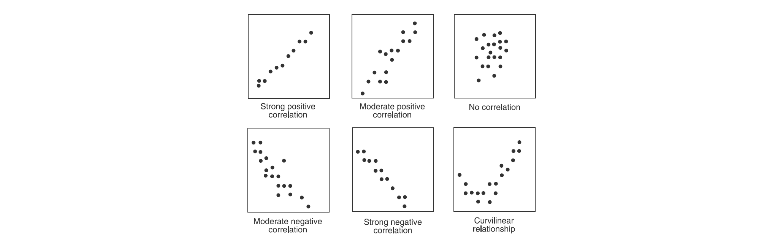 Strong positive
correlation
Moderate positive
correlation
No correlation
Moderate negative
correlation
Strong negative
correlation
Curvilinear
relationship